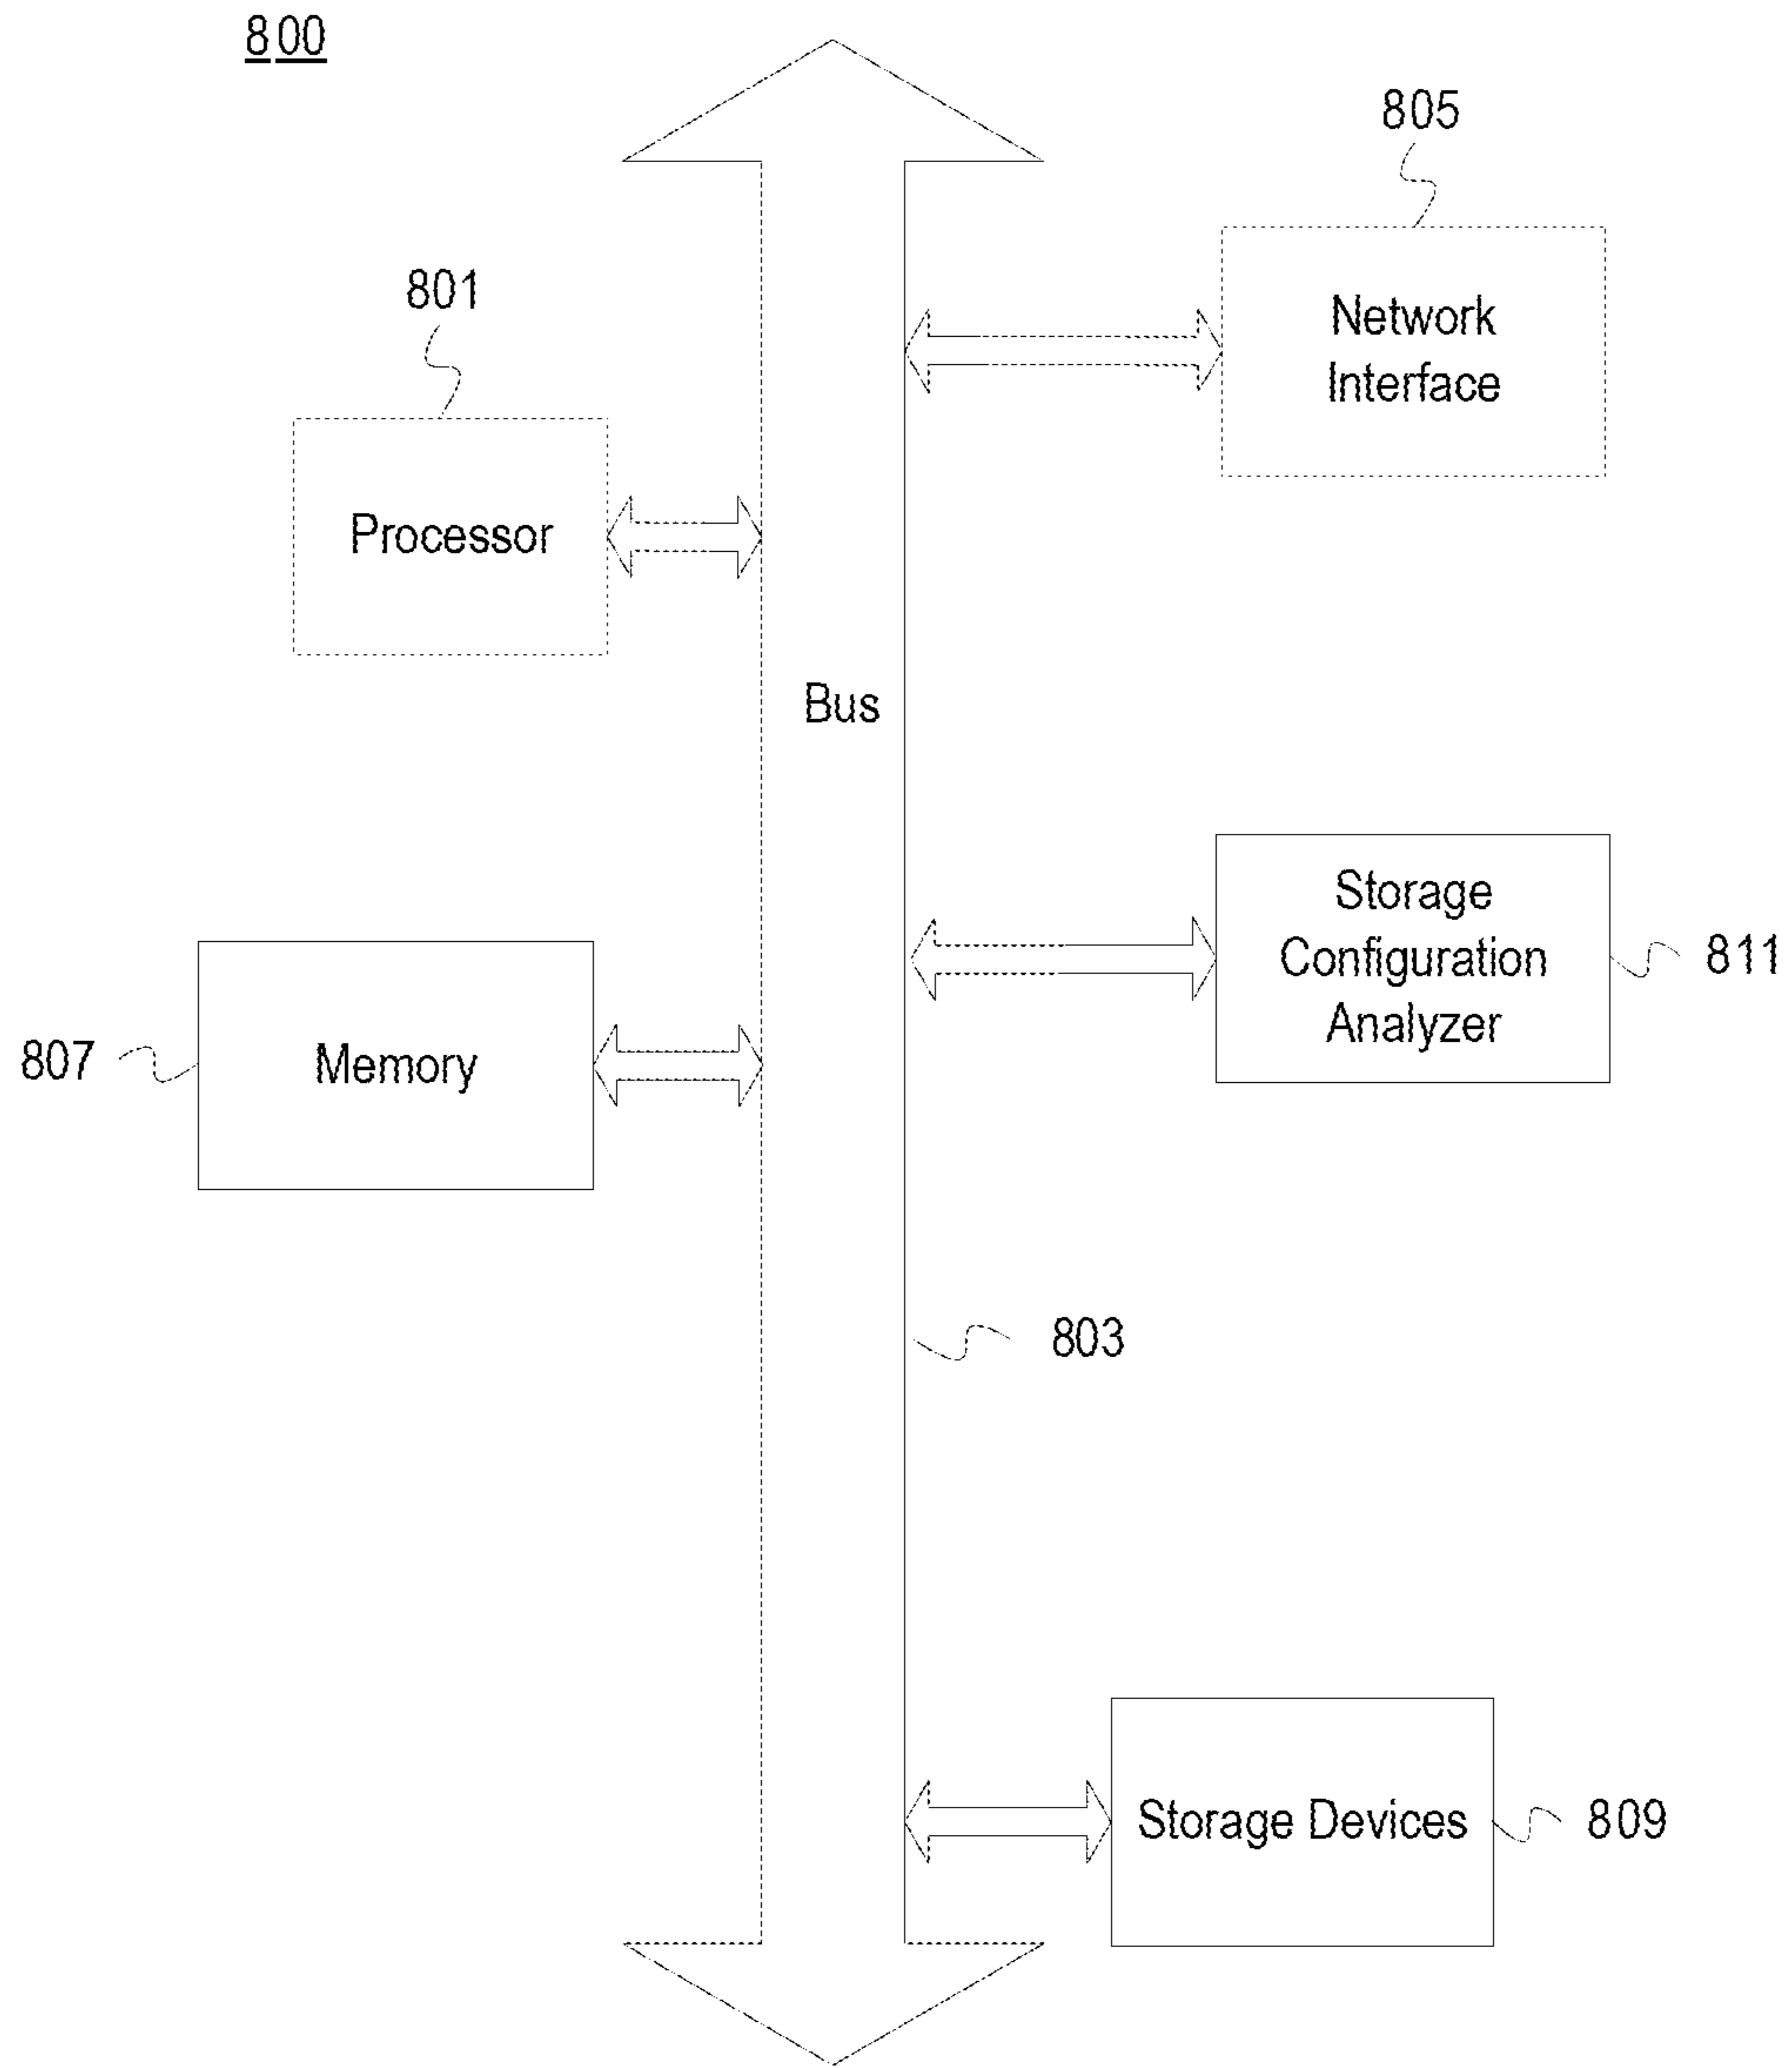 800
805
Network
Interface
801
Processor
Bus
Storage
Configuration
Analyzer
811
807
Memory
803
Storage Devices
809